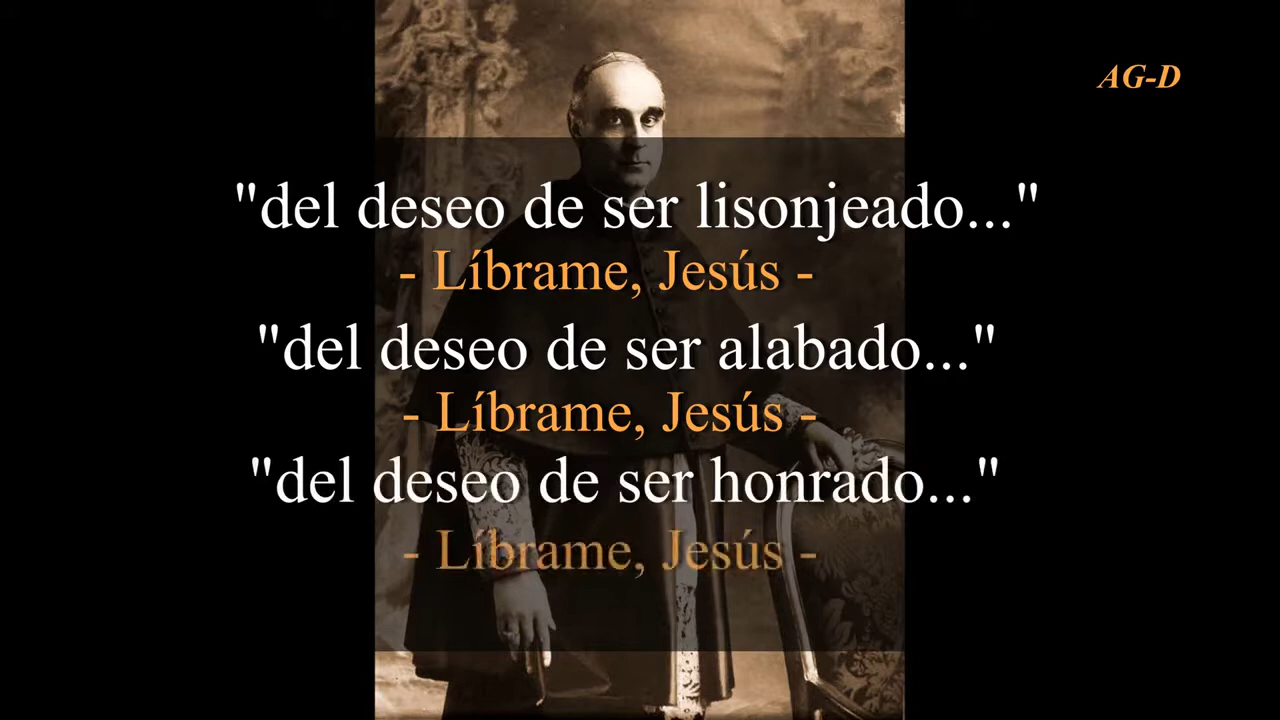 AG-D
"del deseo de ser lisonjeado..."
- Líbrame, Jesús -
"del deseo de ser alabado..."
- Líbrame, Jesús -
"del deseo de ser honrado..."
- Líbrame, Jesús -